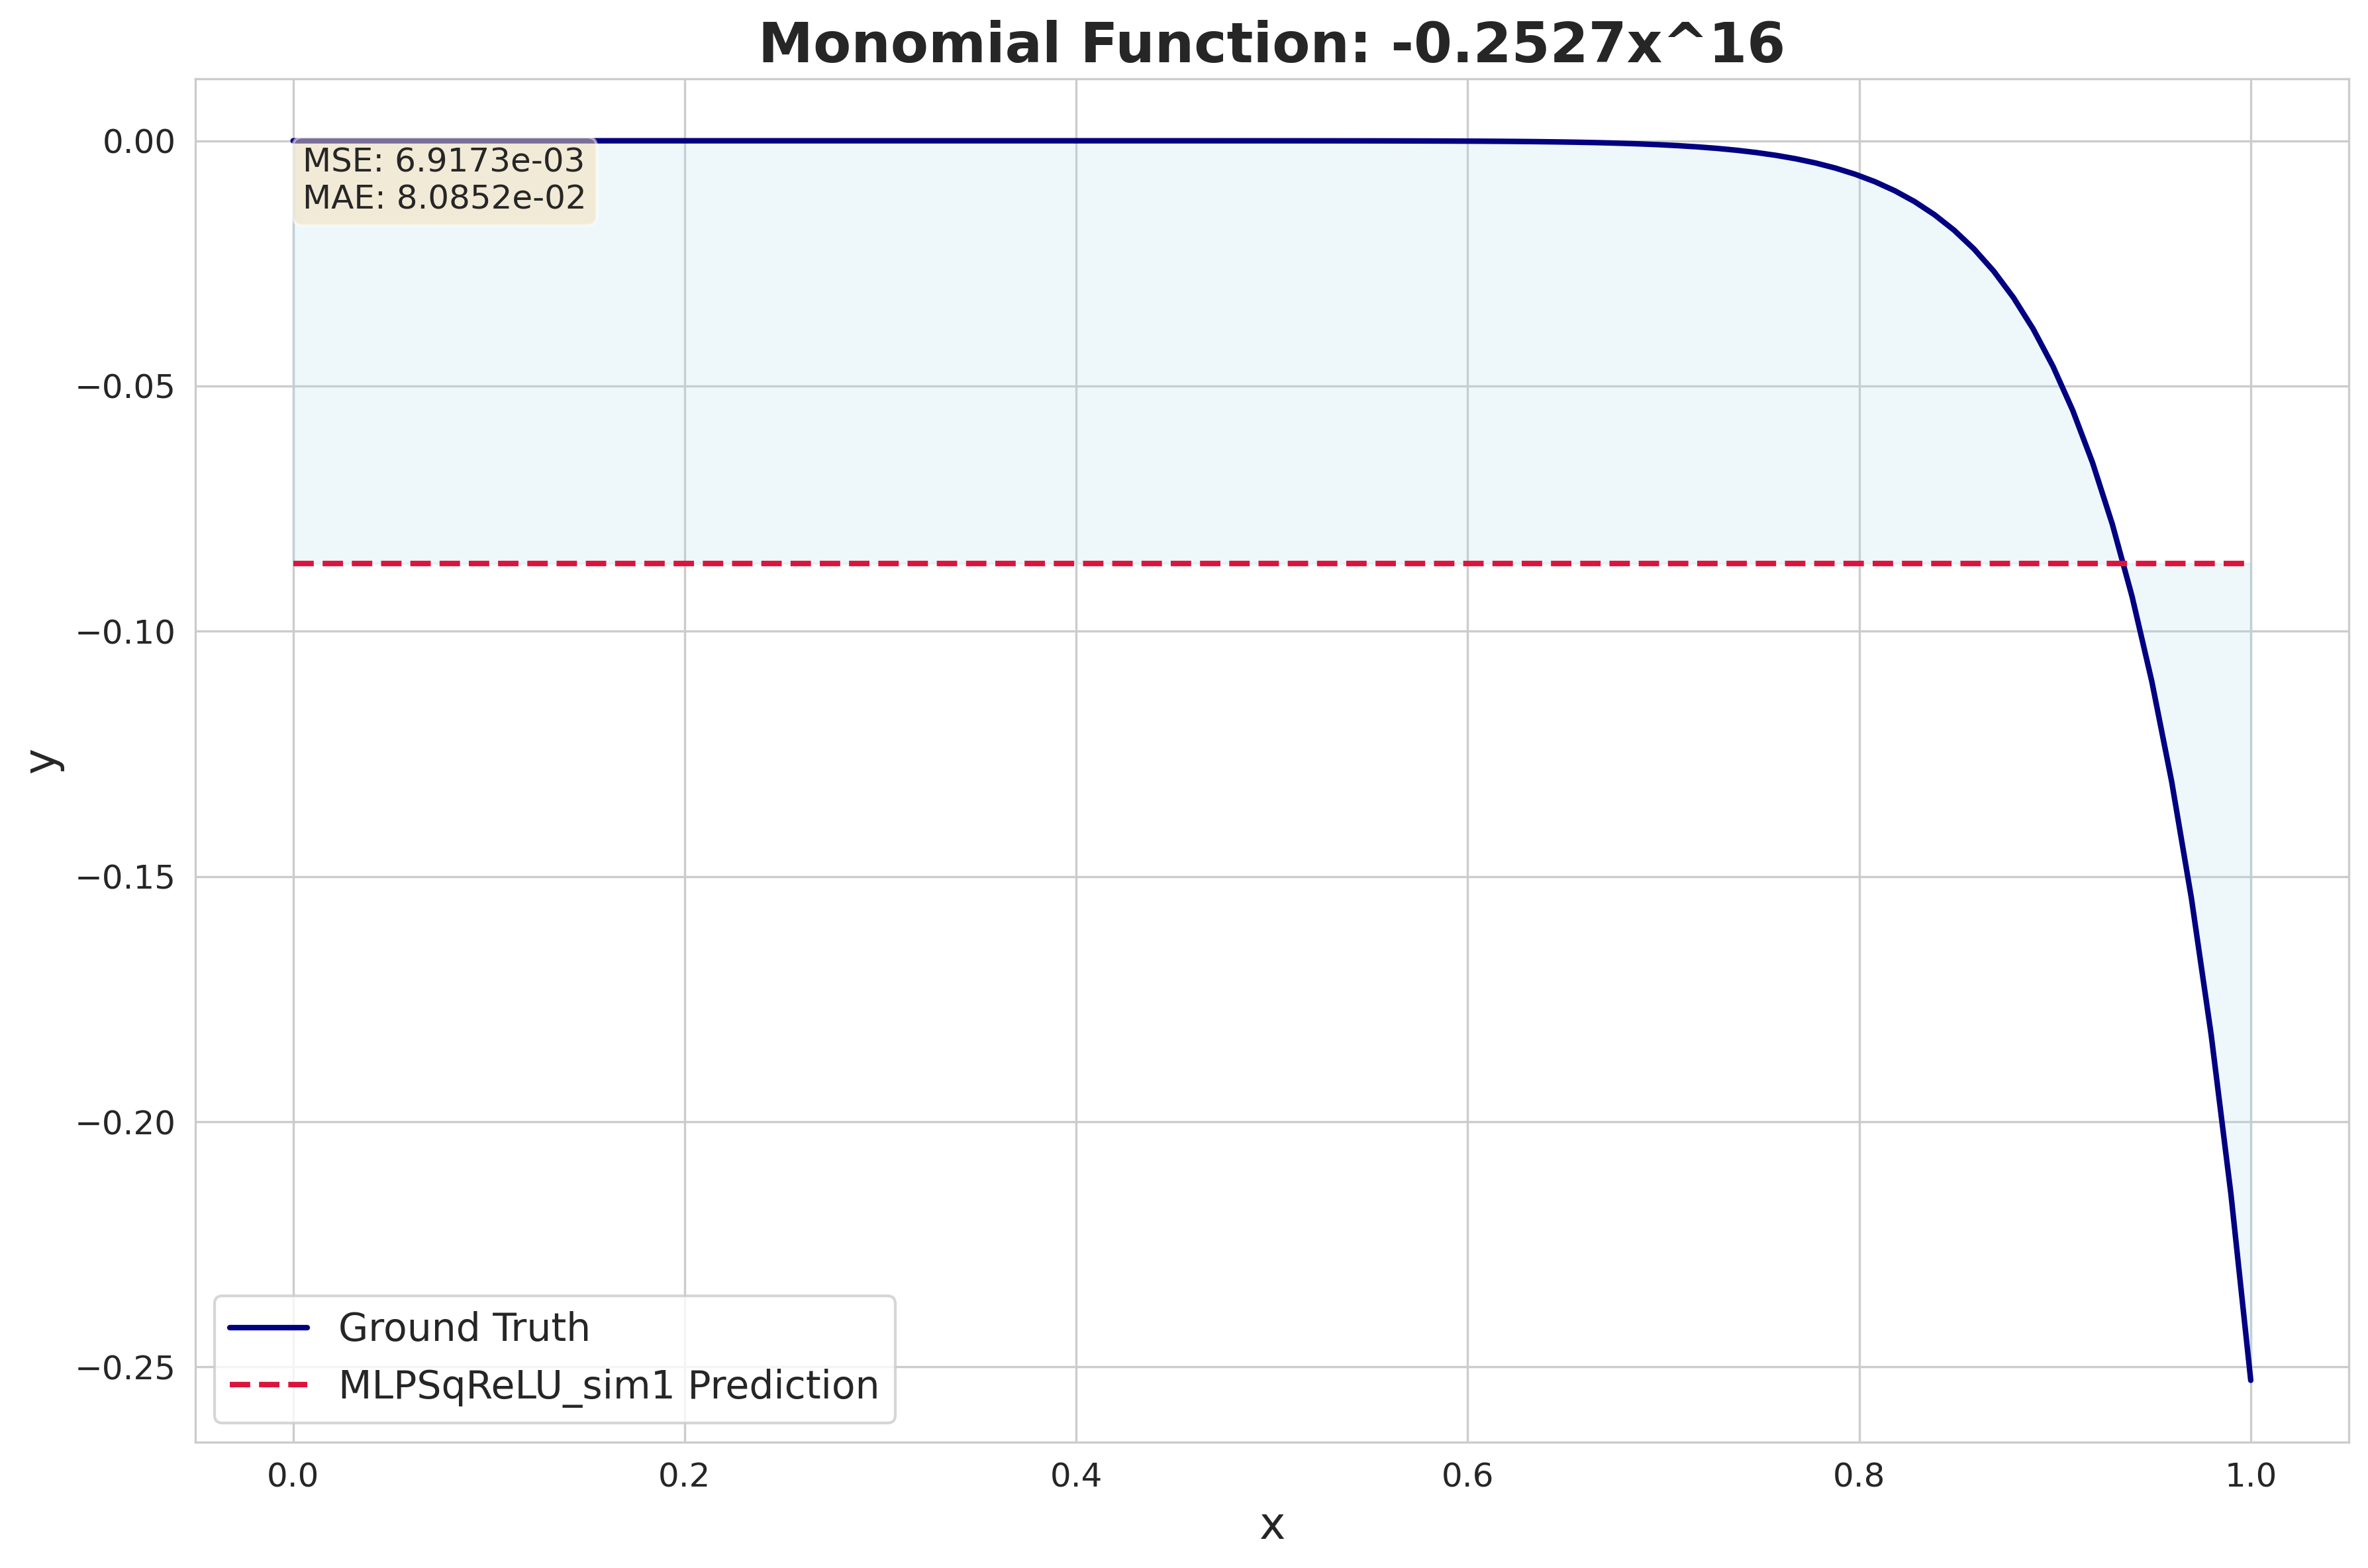 Monomial Function: -0.2527x^16
0.00
MSE: 6.9173e-03
MAE: 8.0852e-02
−0.05
−0.10
−0.15
−0.20
−0.25
y
Ground Truth
MLPSqReLU_sim1 Prediction
0.0 0.2 0.4 0.6 0.8 1.0
x